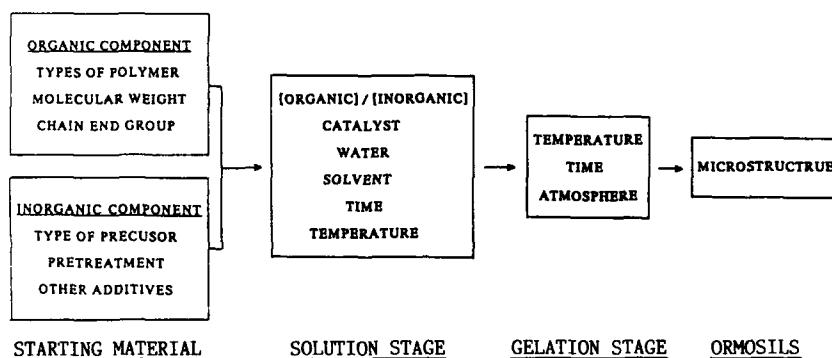 ORGANIC COMPONENT
TYPES OF POLYMER
MOLECULAR WEIGHT
CHAIN END GROUP
INORGANIC COMPONENT
TYPE OF PRECUSOR
PRETREATMENT
OTHER ADDITIVES
[ORGANIC]/[INORGANIC]
CATALYST
WATER
SOLVENT
TIME
TEMPERATURE
TEMPERATURE
TIME
ATMOSPHERE
MICROSTRUCTRUE
STARTING MATERIAL
SOLUTION STAGE
GELATION STAGE
ORMOSILS